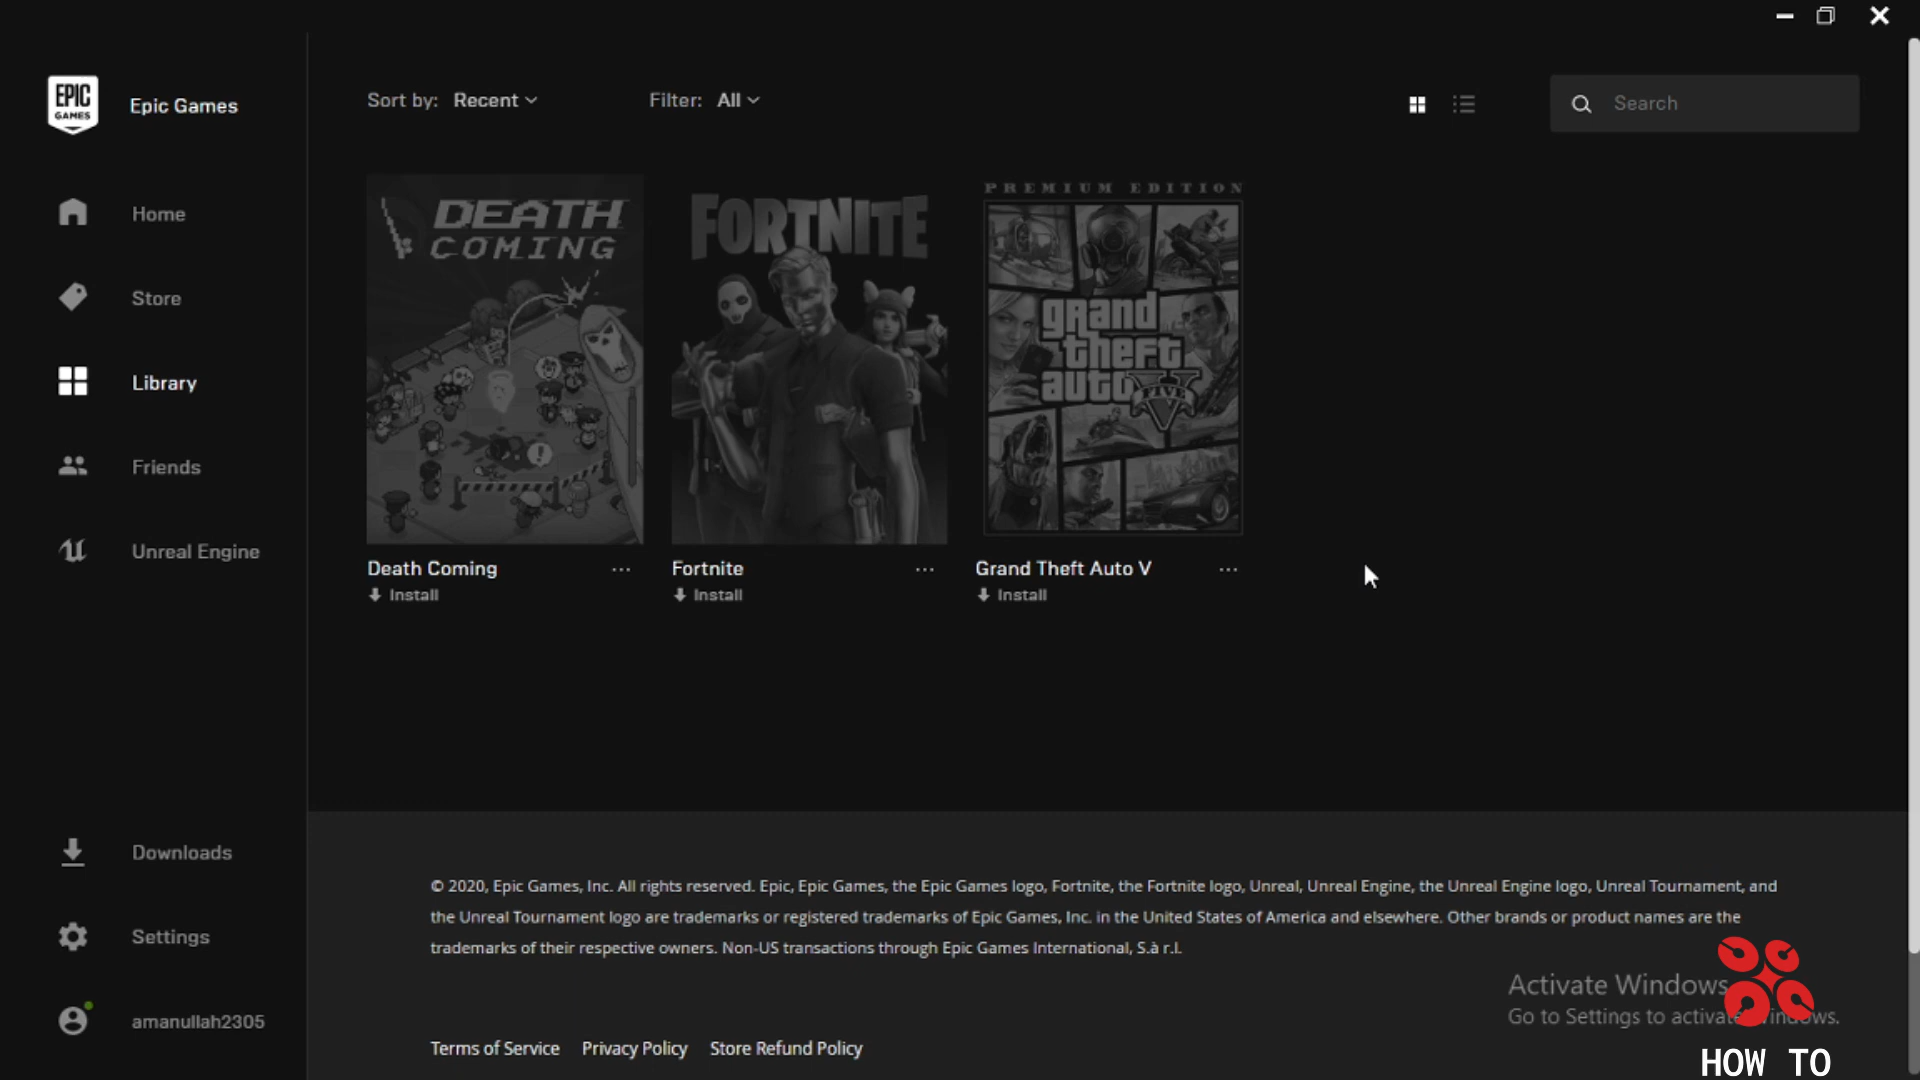 EPIC
GAMES
Epic Games
Home
Store
Library
Friends
Unreal Engine
Downloads
Settings
amanullah2305
Sort by: Recent
Filter: All
Search
DEATH
COMING
FORTNITE
PREMIUM EDITION
grand
theft
auto
FIVE
V
Death Coming
Install
Fortnite
Install
Grand Theft Auto V
Install
© 2020, Epic Games, Inc. All rights reserved. Epic, Epic Games, the Epic Games logo, Fortnite, the Fortnite logo, Unreal, Unreal Engine, the Unreal Engine logo, Unreal Tournament, and
the Unreal Tournament logo are trademarks or registered trademarks of Epic Games, Inc. in the United States of America and elsewhere. Other brands or product names are the
trademarks of their respective owners. Non-US transactions through Epic Games International, S.à r.l.
Terms of Service Privacy Policy Store Refund Policy
Activate Windows
Go to Settings to activate Windows.
HOW TO